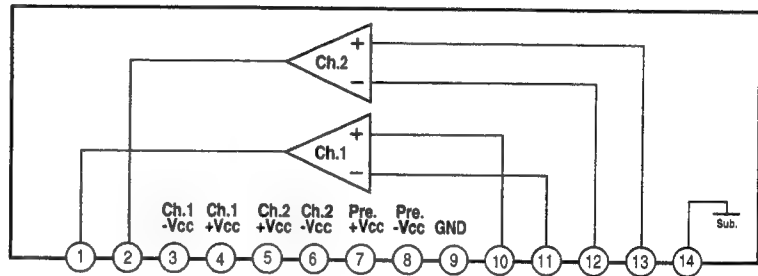 +
Ch.2
−
+
Ch.1
−
Ch.1 Ch.1 Ch.2 Ch.2 Pre. Pre.
-Vcc +Vcc +Vcc -Vcc +Vcc -Vcc GND
Sub.
1 2 3 4 5 6 7 8 9 10 11 12 13 14